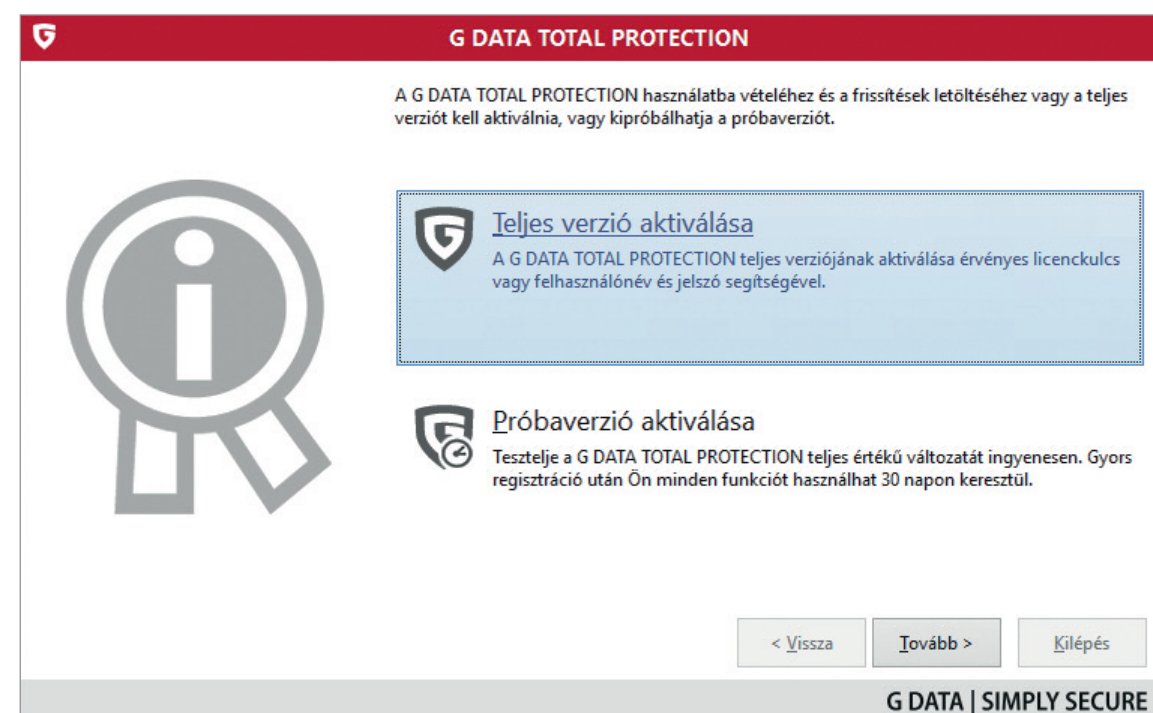 G DATA TOTAL PROTECTION
A G DATA TOTAL PROTECTION használatba vételéhez és a frissítések letöltéséhez vagy a teljes
verziót kell aktiválnia, vagy kipróbálhatja a próbaverziót.
Teljes verzió aktiválása
A G DATA TOTAL PROTECTION teljes verziójának aktiválása érvényes licenckulcs
vagy felhasználónév és jelszó segítségével.
Próbaverzió aktiválása
Tesztelje a G DATA TOTAL PROTECTION teljes értékű változatát ingyenesen. Gyors
regisztráció után Ön minden funkciót használhat 30 napon keresztül.
< Vissza Tovább > Kilépés
G DATA | SIMPLY SECURE